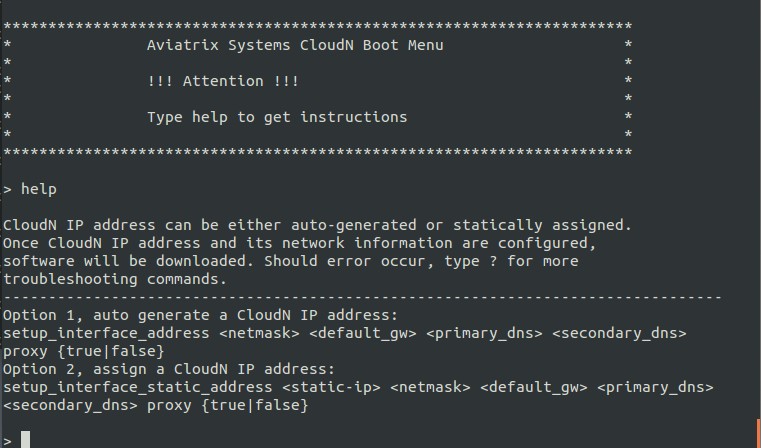 **********************************************************************
* Aviatrix Systems CloudN Boot Menu *
* *
* !!! Attention !!! *
* *
* Type help to get instructions *
* *
**********************************************************************
> help
CloudN IP address can be either auto-generated or statically assigned.
Once CloudN IP address and its network information are configured,
software will be downloaded. Should error occur, type ? for more
troubleshooting commands.
--------------------------------------------------------------------------------
Option 1, auto generate a CloudN IP address:
setup_interface_address <netmask> <default_gw> <primary_dns> <secondary_dns>
proxy {true|false}
Option 2, assign a CloudN IP address:
setup_interface_static_address <static-ip> <netmask> <default_gw> <primary_dns>
<secondary_dns> proxy {true|false}
>